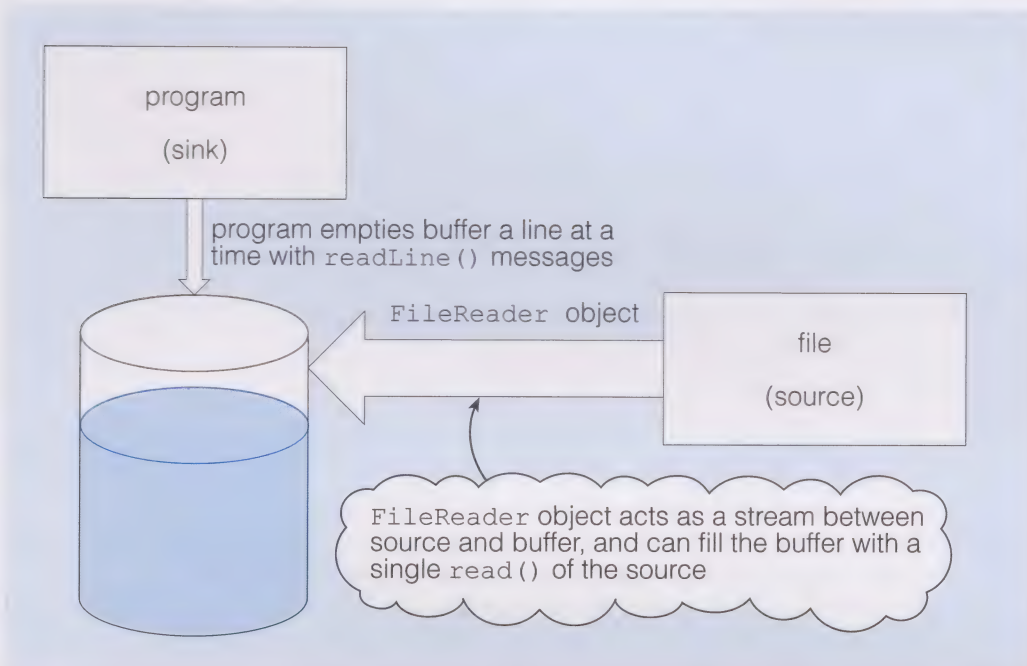 program
(sink)
program empties buffer a line at a
time with readLine() messages
FileReader object
file
(source)
FileReader object acts as a stream between
source and buffer, and can fill the buffer with a
single read() of the source